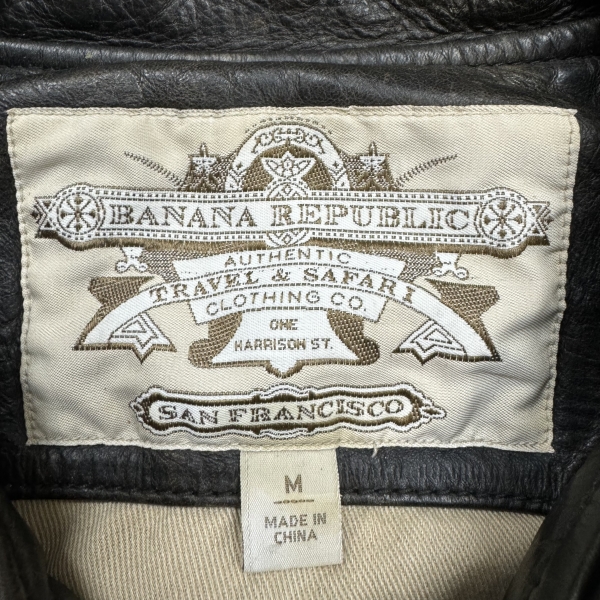 BANANA REPUBLIC
AUTHENTIC
TRAVEL & SAFARI
CLOTHING CO.
ONE
HARRISON ST.
SAN FRANCISCO
M
MADE IN
CHINA